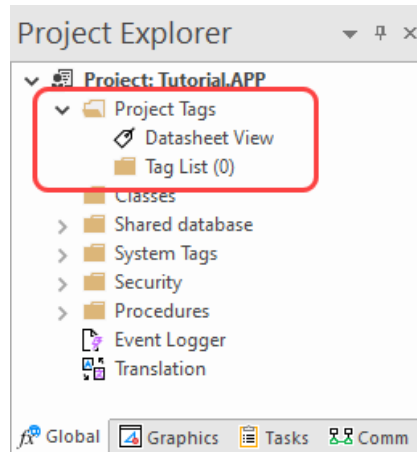 Project Explorer
Project: Tutorial.APP
Project Tags
Datasheet View
Tag List (0)
Classes
Shared database
System Tags
Security
Procedures
Event Logger
Translation
fx Global Graphics Tasks Comm